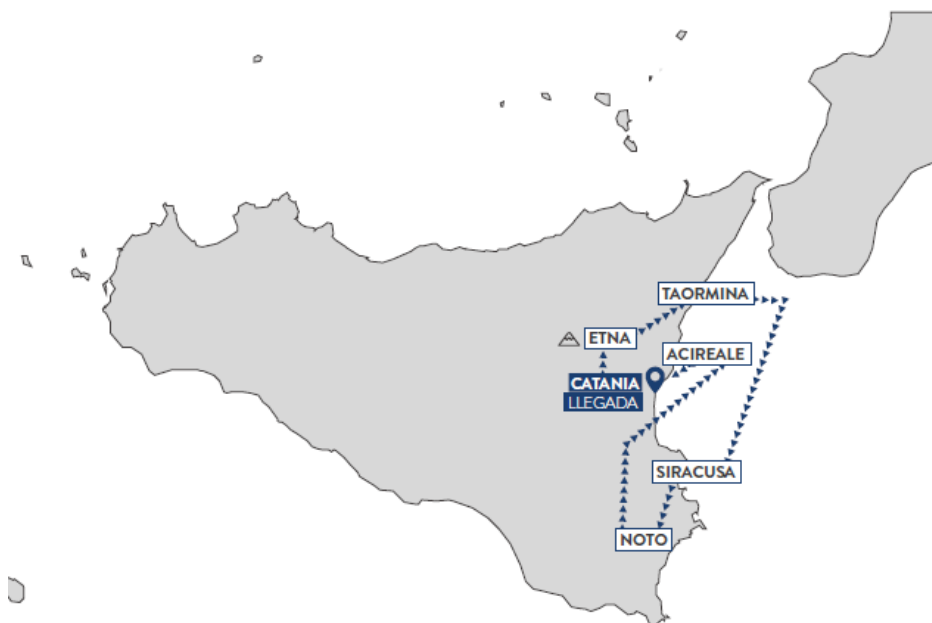 TAORMINA
ETNA
ACIREALE
CATANIA
LLEGADA
SIRACUSA
NOTO